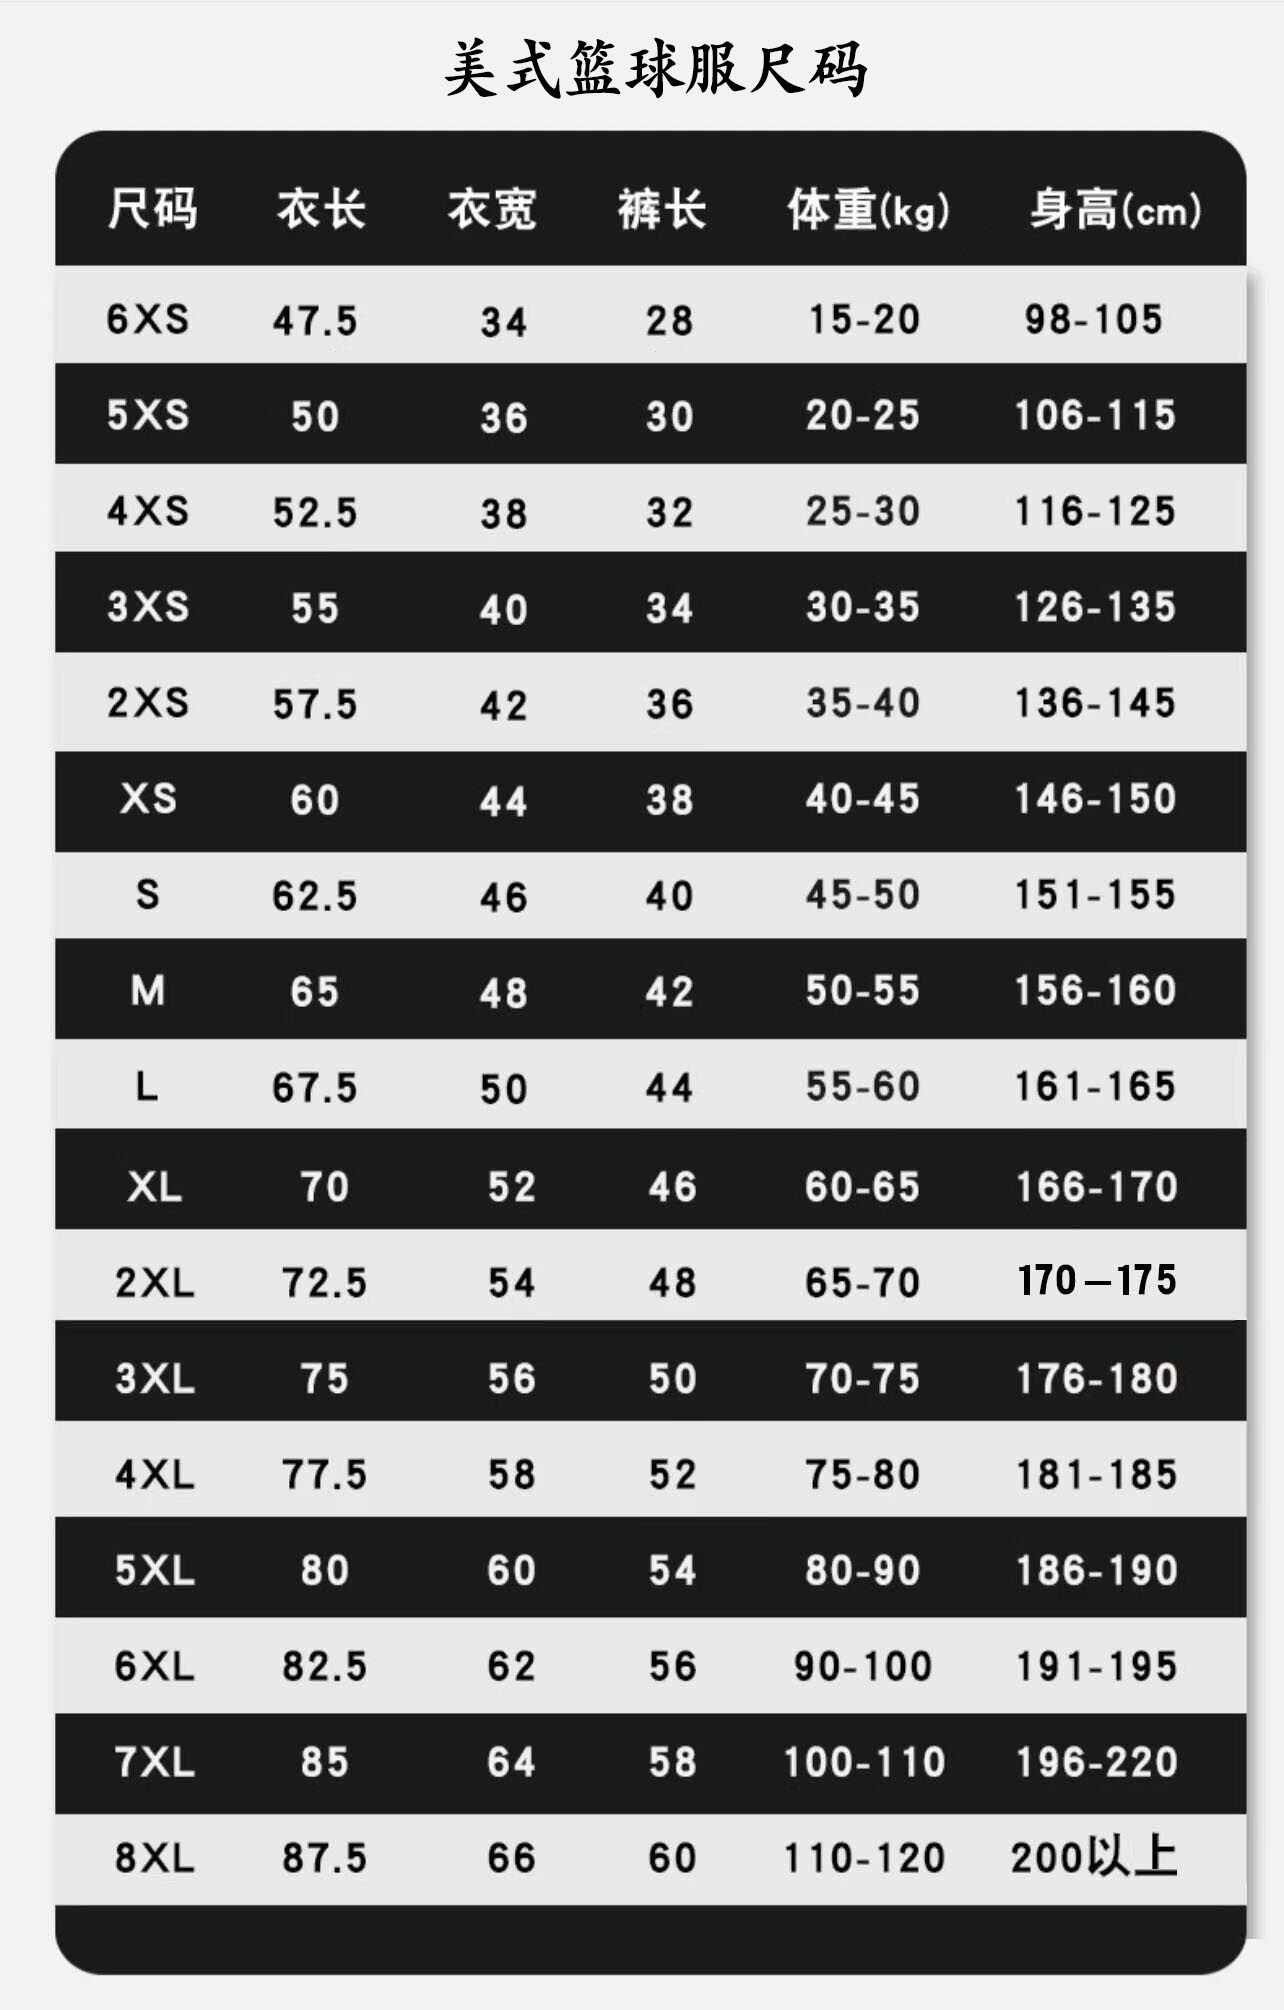 美式篮球服尺码
尺码 衣长 衣宽 裤长 体重(kg) 身高(cm)
6XS 47.5 34 28 15-20 98-105
5XS 50 36 30 20-25 106-115
4XS 52.5 38 32 25-30 116-125
3XS 55 40 34 30-35 126-135
2XS 57.5 42 36 35-40 136-145
XS 60 44 38 40-45 146-150
S 62.5 46 40 45-50 151-155
M 65 48 42 50-55 156-160
L 67.5 50 44 55-60 161-165
XL 70 52 46 60-65 166-170
2XL 72.5 54 48 65-70 170–175
3XL 75 56 50 70-75 176-180
4XL 77.5 58 52 75-80 181-185
5XL 80 60 54 80-90 186-190
6XL 82.5 62 56 90-100 191-195
7XL 85 64 58 100-110 196-220
8XL 87.5 66 60 110-120 200以上